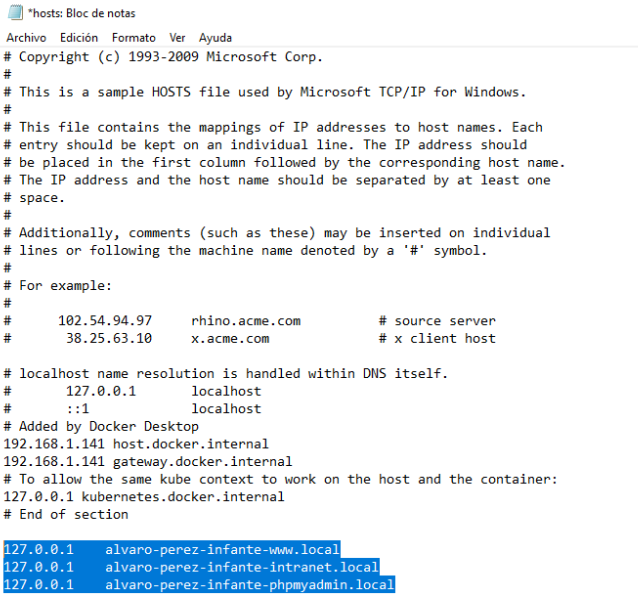 *hosts: Bloc de notas
Archivo Edición Formato Ver Ayuda
# Copyright (c) 1993-2009 Microsoft Corp.
#
# This is a sample HOSTS file used by Microsoft TCP/IP for Windows.
#
# This file contains the mappings of IP addresses to host names. Each
# entry should be kept on an individual line. The IP address should
# be placed in the first column followed by the corresponding host name.
# The IP address and the host name should be separated by at least one
# space.
#
# Additionally, comments (such as these) may be inserted on individual
# lines or following the machine name denoted by a '#' symbol.
#
# For example:
#
#      102.54.94.97     rhino.acme.com          # source server
#       38.25.63.10     x.acme.com              # x client host

# localhost name resolution is handled within DNS itself.
#       127.0.0.1       localhost
#       ::1             localhost
# Added by Docker Desktop
192.168.1.141 host.docker.internal
192.168.1.141 gateway.docker.internal
# To allow the same kube context to work on the host and the container:
127.0.0.1 kubernetes.docker.internal
# End of section

127.0.0.1    alvaro-perez-infante-www.local
127.0.0.1    alvaro-perez-infante-intranet.local
127.0.0.1    alvaro-perez-infante-phpmyadmin.local